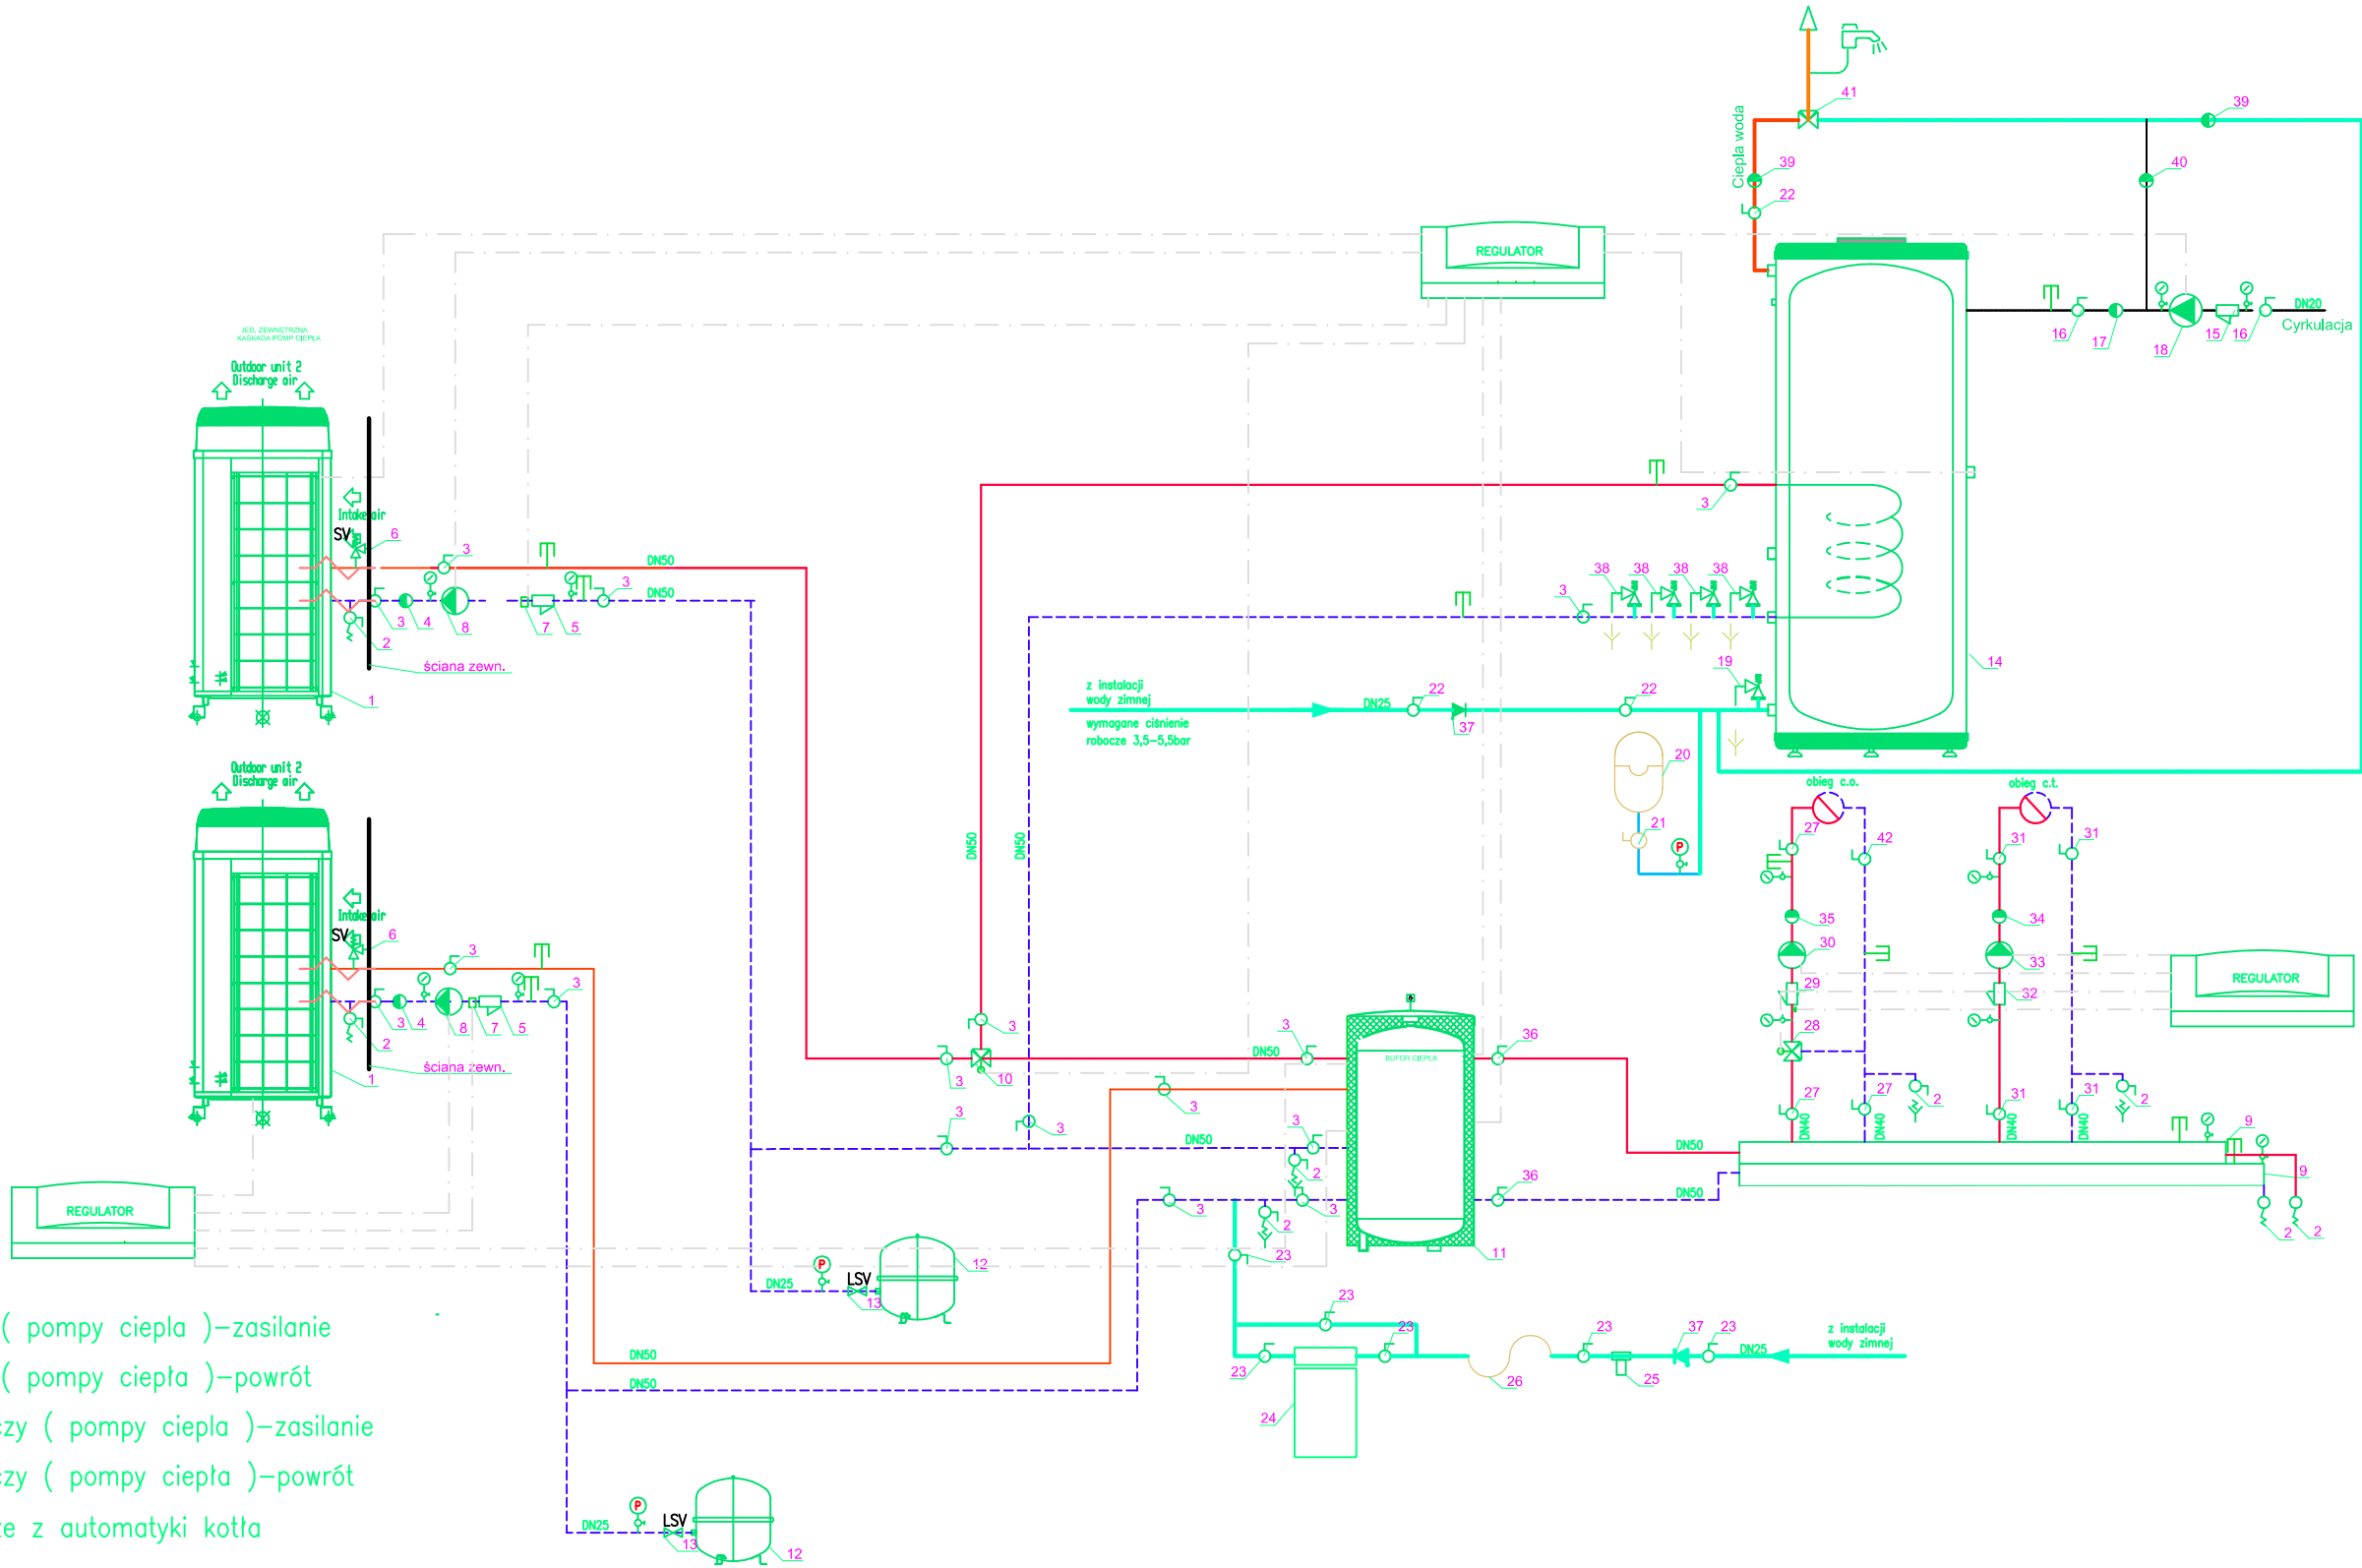 41
39
Ciepła woda
39
40
22
REGULATOR
DN20
Cyrkulacja
16
17
18
15
16
JED. ZEWNĘTRZNA
KASKADA POMP CIEPŁA
Outdoor unit 2
Discharge air
Intake air
SV
6
3
DN50
3
DN50
3
4
8
7
5
2
ściana zewn.
1
3
38
38
38
38
3
19
14
z instalacji
wody zimnej
DN25
22
22
37
wymagane ciśnienie
robocze 3,5-5,5bar
20
21
P
DN50
DN50
Outdoor unit 2
Discharge air
Intake air
SV
6
3
3
3
4
8
7
5
2
ściana zewn.
1
obieg c.o.
obieg c.t.
27
42
31
31
35
34
30
33
29
32
28
REGULATOR
27
27
2
31
31
2
DN40
DN40
DN40
DN40
3
3
DN50
36
BUFOR CIEPŁA
3
10
3
3
3
DN50
3
2
DN50
9
9
3
2
3
36
DN50
2
2
11
23
REGULATOR
P
LSV
12
DN25
13
23
23
23
37
23
z instalacji
wody zimnej
DN25
23
26
25
24
DN50
DN50
( pompy ciepla )-zasilanie
( pompy ciepła )-powrót
zy ( pompy ciepla )-zasilanie
zy ( pompy ciepła )-powrót
e z automatyki kotła
P
LSV
DN25
13
12